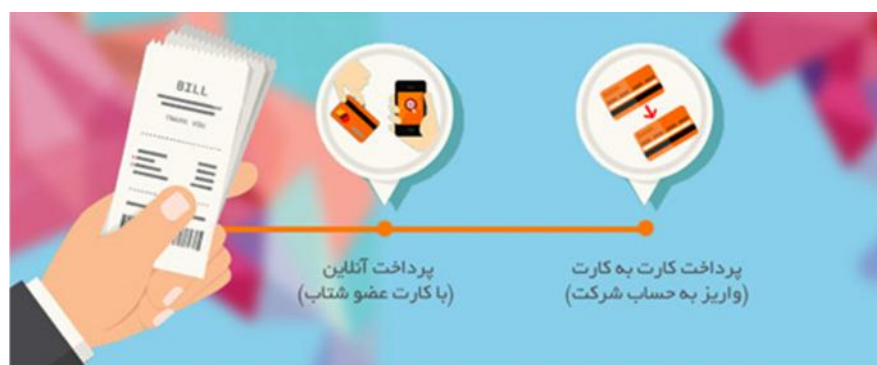 BILL
THANK YOU
پرداخت کارت به کارت
(واریز به حساب شرکت)
پرداخت آنلاین
(با کارت عضو شتاب)